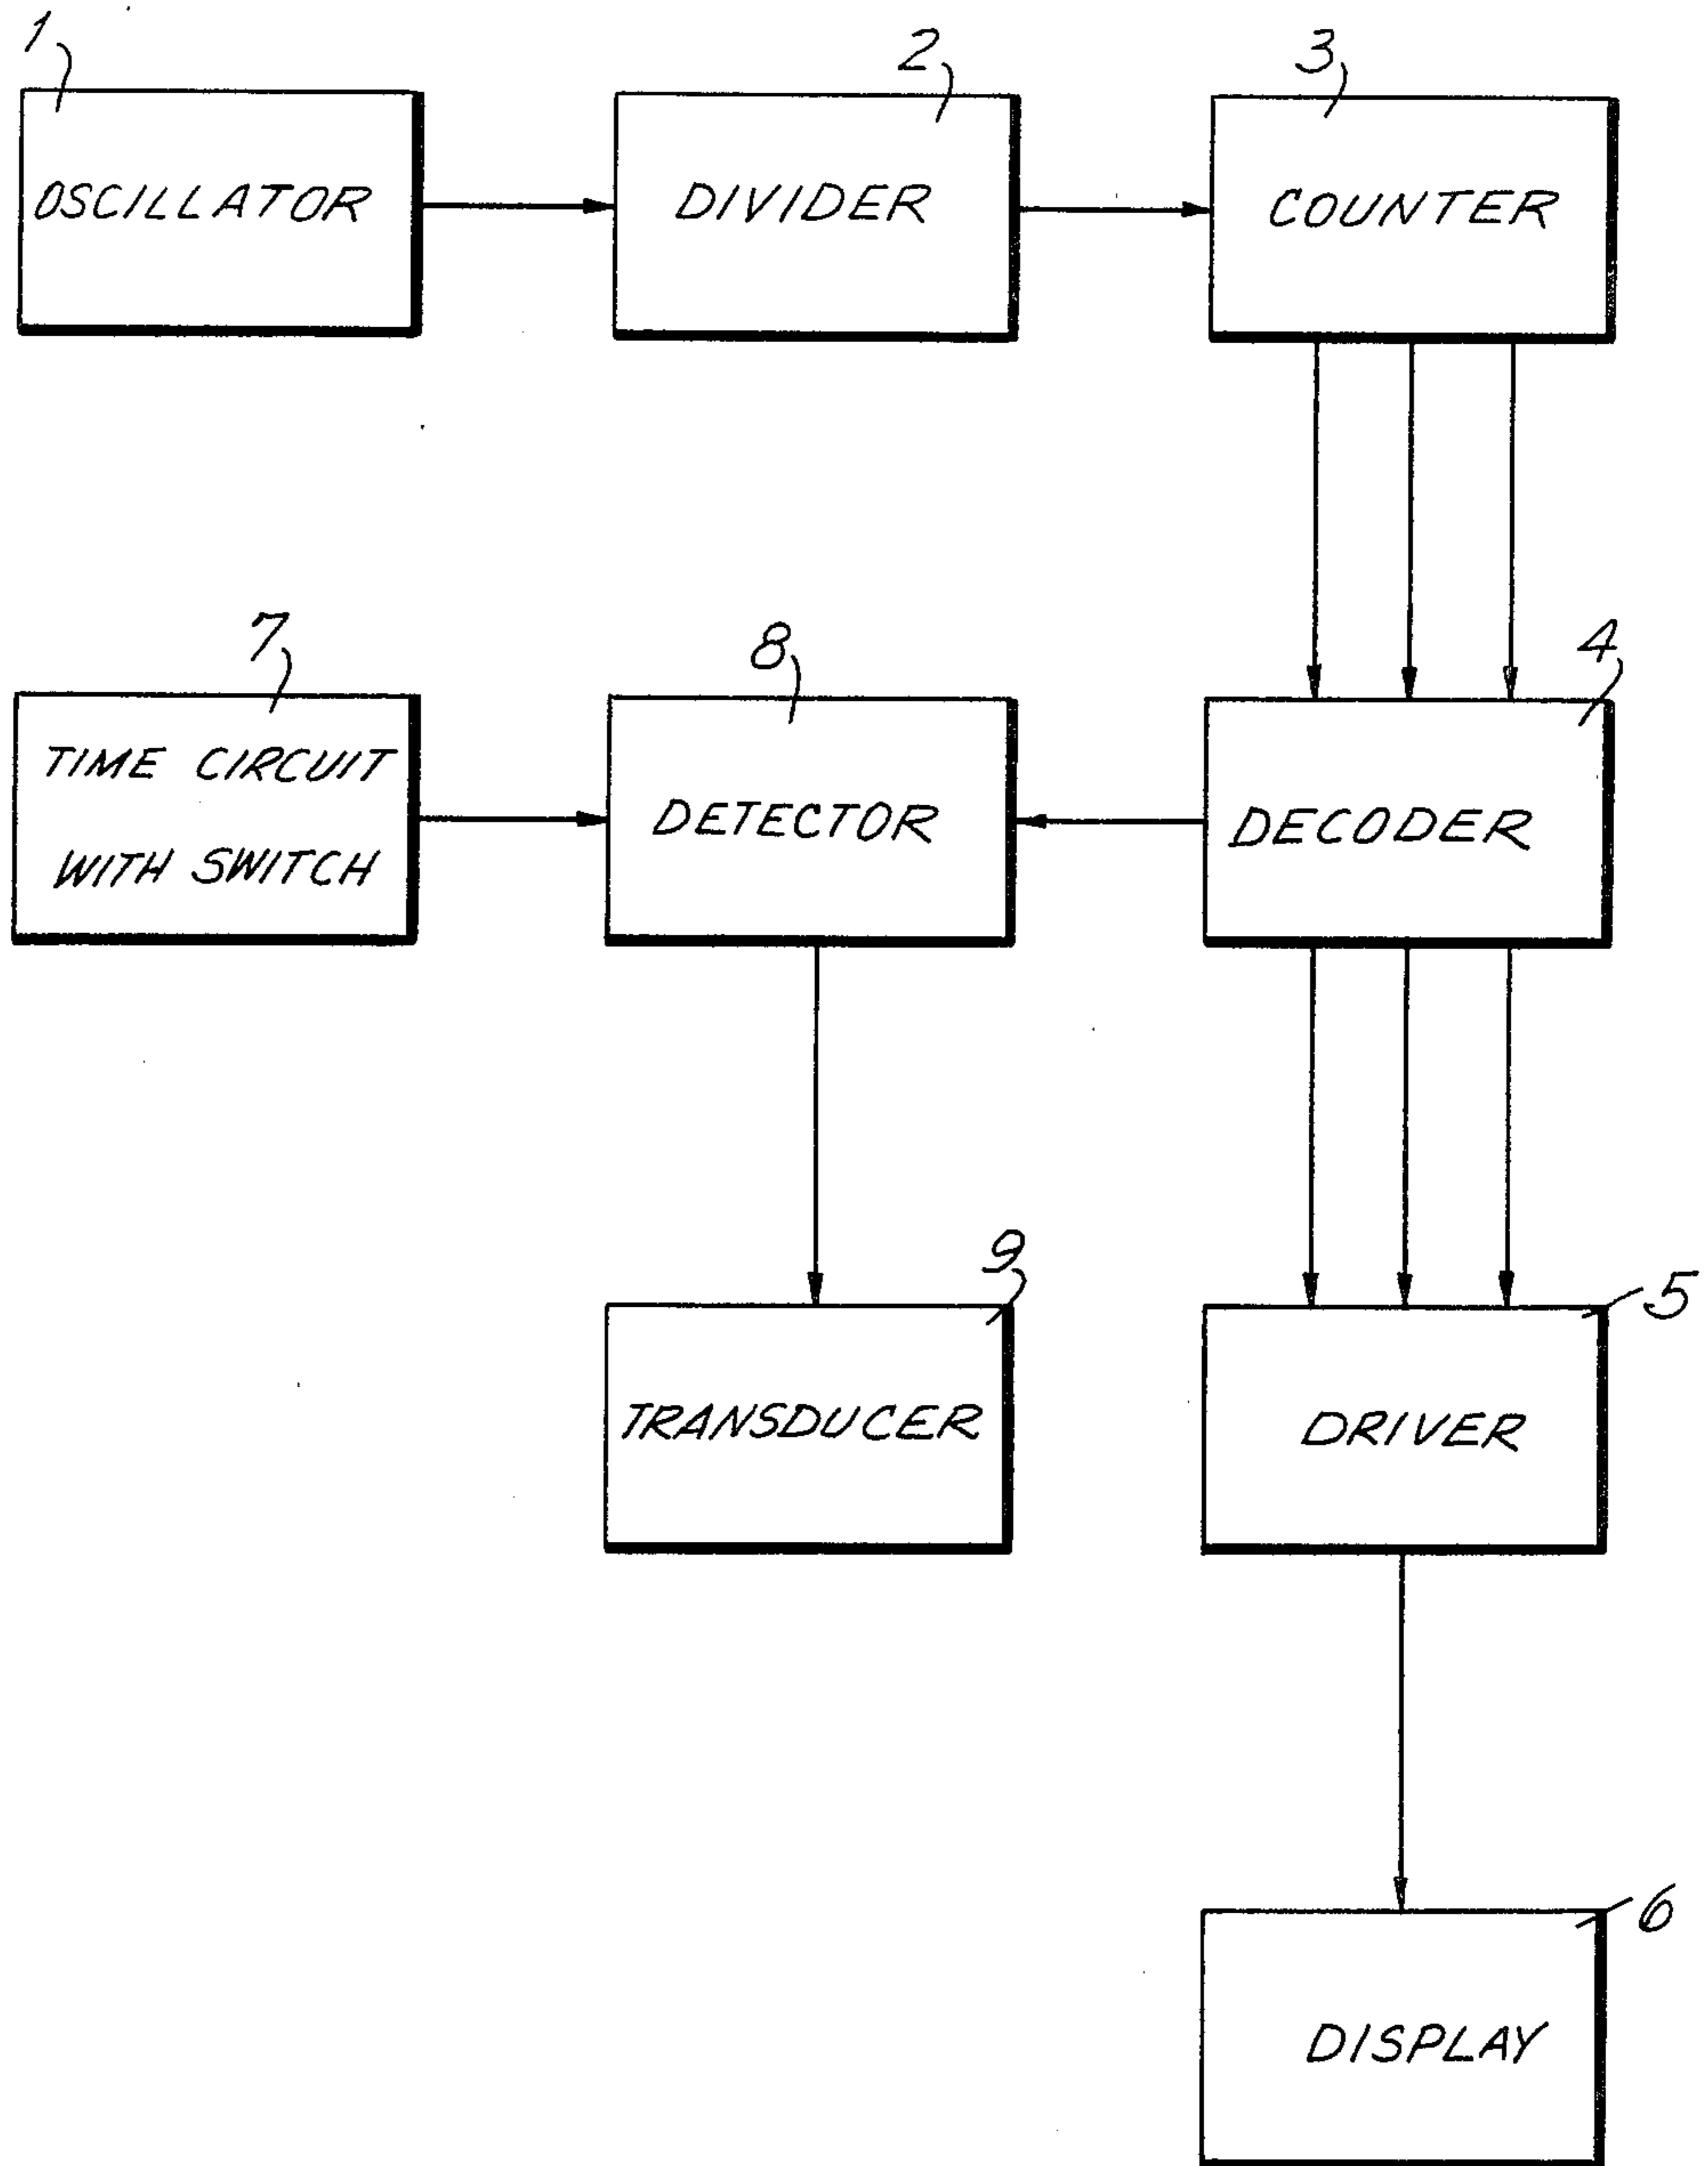 1
2
3
OSCILLATOR
DIVIDER
COUNTER
7
8
4
TIME CIRCUIT
WITH SWITCH
DETECTOR
DECODER
9
5
TRANSDUCER
DRIVER
6
DISPLAY